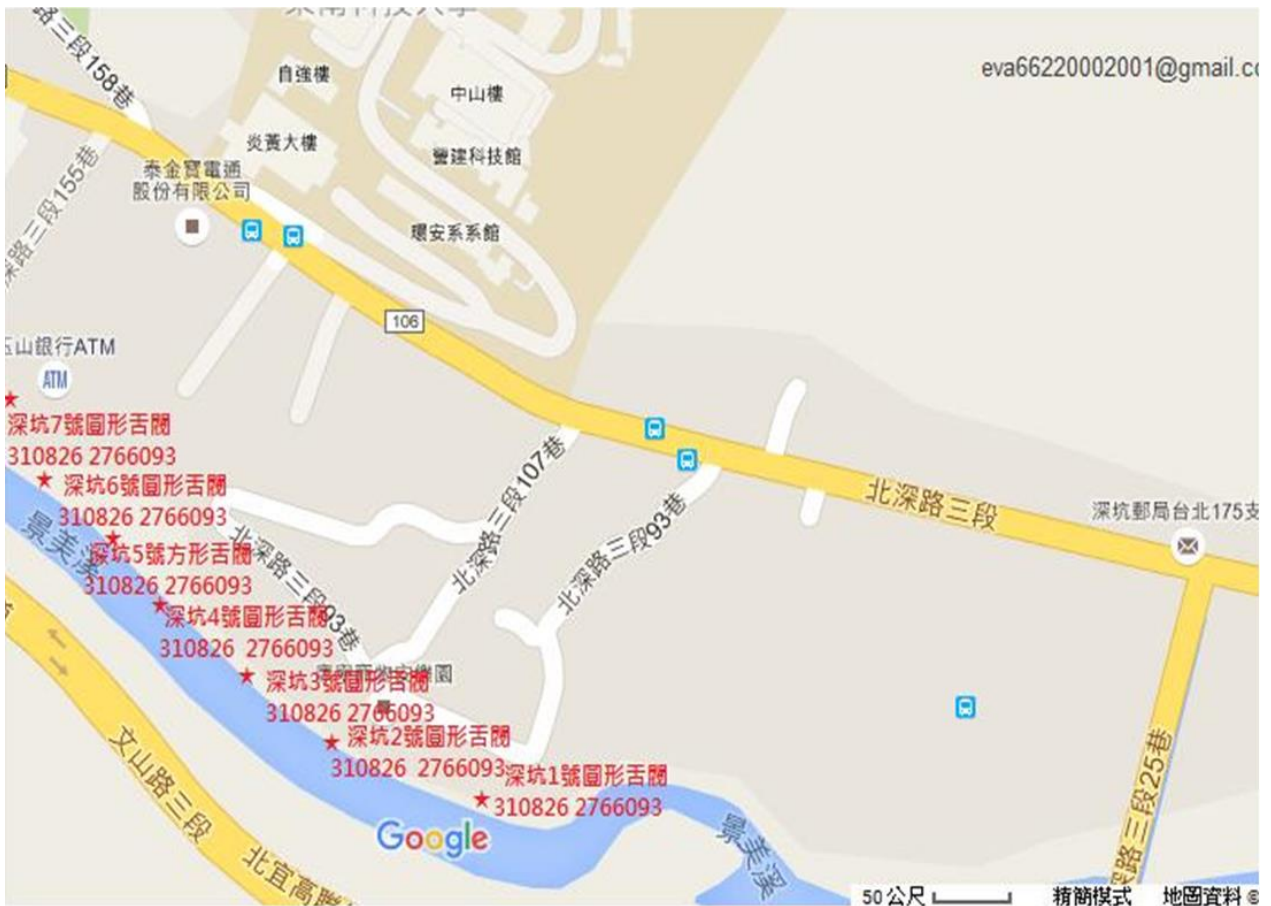 東南科技大學
路三段158巷
自強樓
中山樓
eva66220002001@gmail.co
炎黃大樓
營建科技館
深路三段155巷
泰金寶電通
股份有限公司
環安系系館
106
玉山銀行ATM
ATM
深坑7號圓形舌閥
310826 2766093
深坑6號圓形舌閥
310826 2766093
北深路三段107巷
北深路三段93巷
北深路三段
深坑郵局台北175支
景美溪
深坑5號方形舌閥
310826 2766093
北深路三段93巷
深坑4號圓形舌閥
310826 2766093
深坑3號圓形舌閥
310826 2766093
深坑2號圓形舌閥
310826 2766093
深坑1號圓形舌閥
310826 2766093
文山路三段
Google
北宜高
景美溪
深路三段25巷
50 公尺
精簡模式
地圖資料 ©